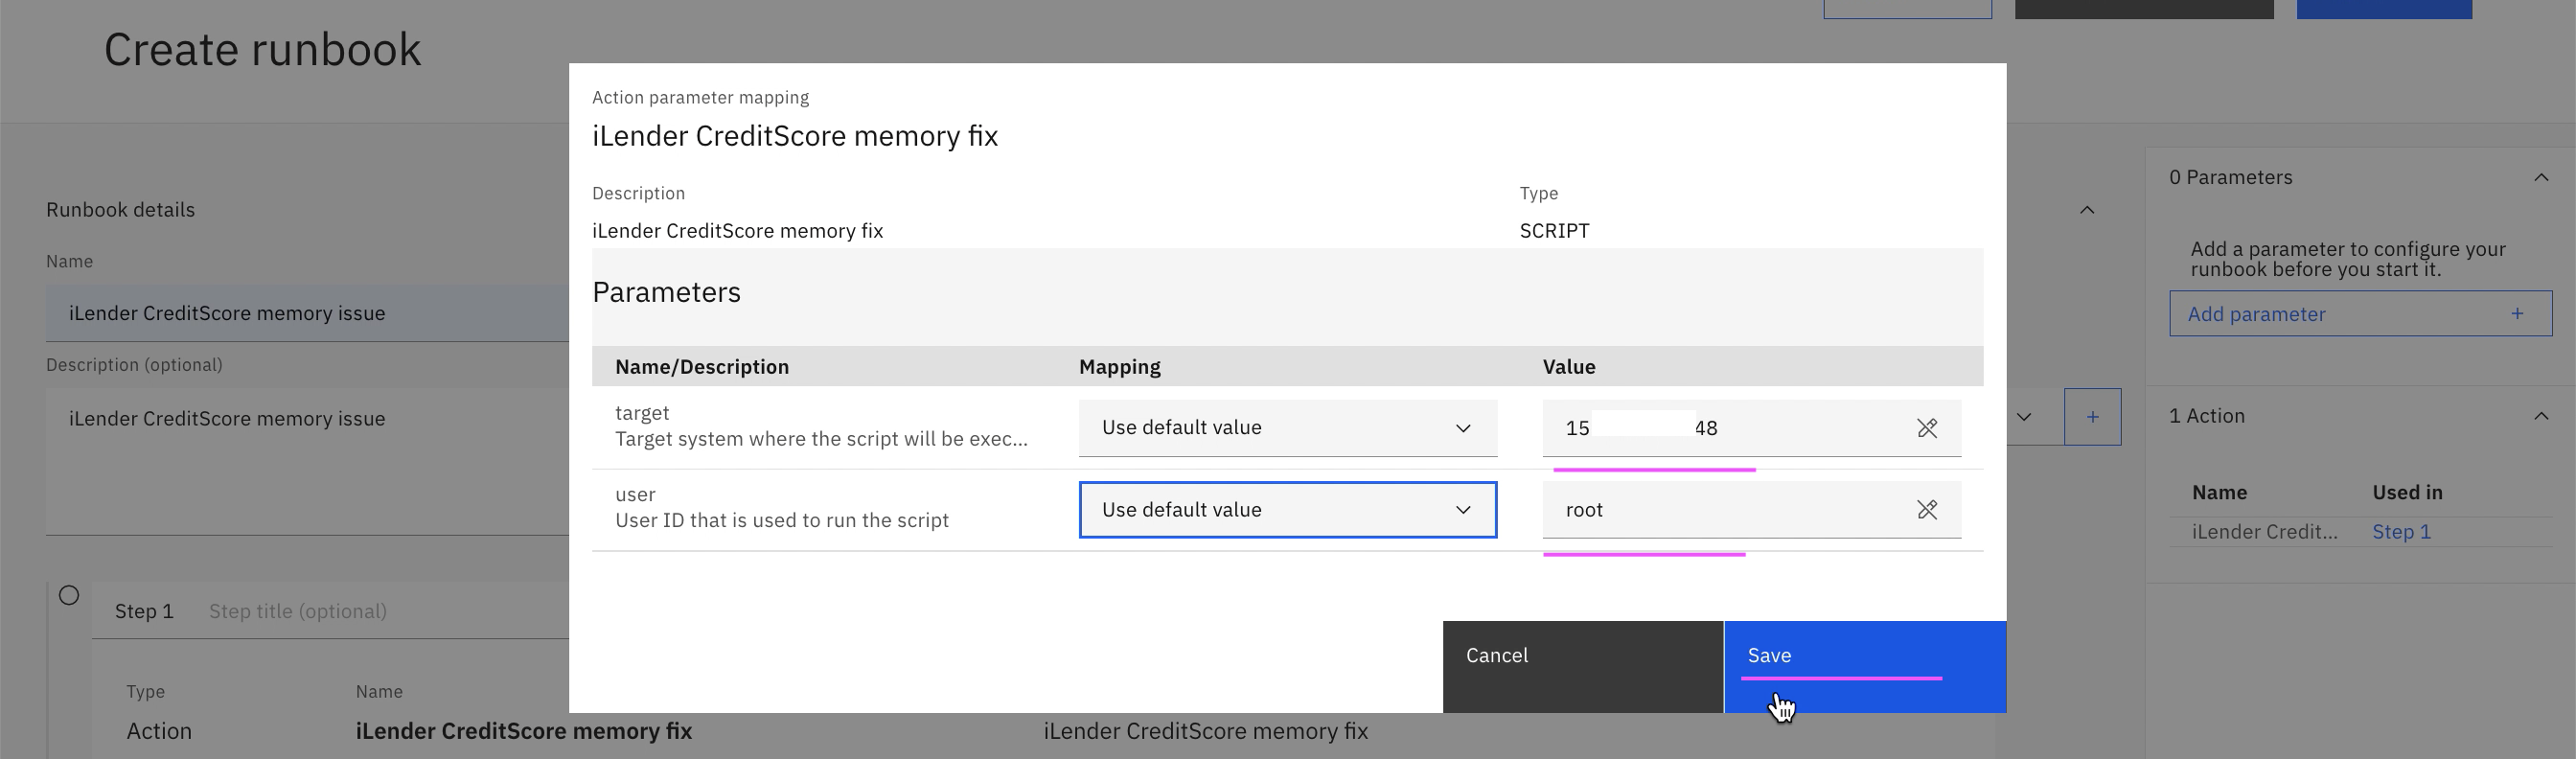 Create runbook
Action parameter mapping
iLender CreditScore memory fix
Description
Type
iLender CreditScore memory fix
SCRIPT
Parameters
Name/Description
Mapping
Value
target
Target system where the script will be exec...
Use default value
15 48
user
User ID that is used to run the script
Use default value
root
Cancel
Save
Runbook details
Name
iLender CreditScore memory issue
Description (optional)
iLender CreditScore memory issue
Step 1
Step title (optional)
Type
Name
Action
iLender CreditScore memory fix
iLender CreditScore memory fix
0 Parameters
Add a parameter to configure your
runbook before you start it.
Add parameter
1 Action
Name
Used in
iLender Credit...
Step 1